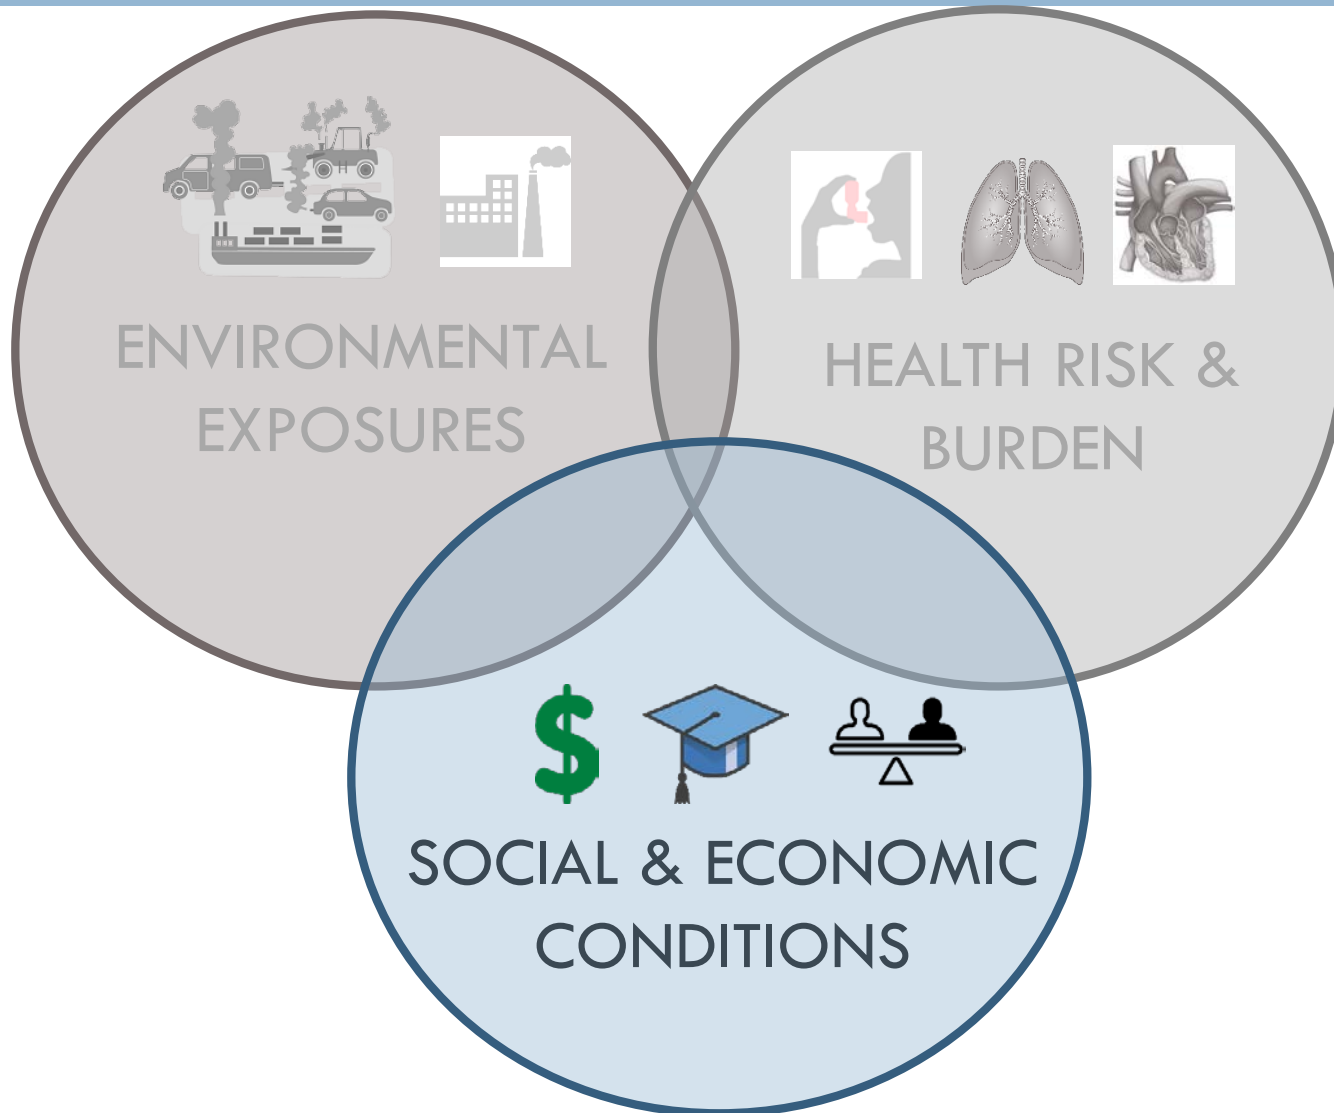 ENVIRONMENTAL
EXPOSURES
HEALTH RISK &
BURDEN
$
SOCIAL & ECONOMIC
CONDITIONS